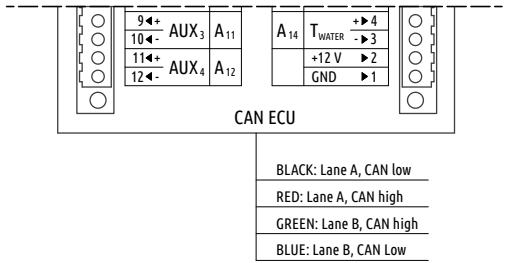 9◄+ AUX3 A11 A14 TWATER +►4
10◄- -►3
11◄+ AUX4 A12 +12 V ►2
12◄- GND ►1
CAN ECU
BLACK: Lane A, CAN low
RED: Lane A, CAN high
GREEN: Lane B, CAN high
BLUE: Lane B, CAN Low